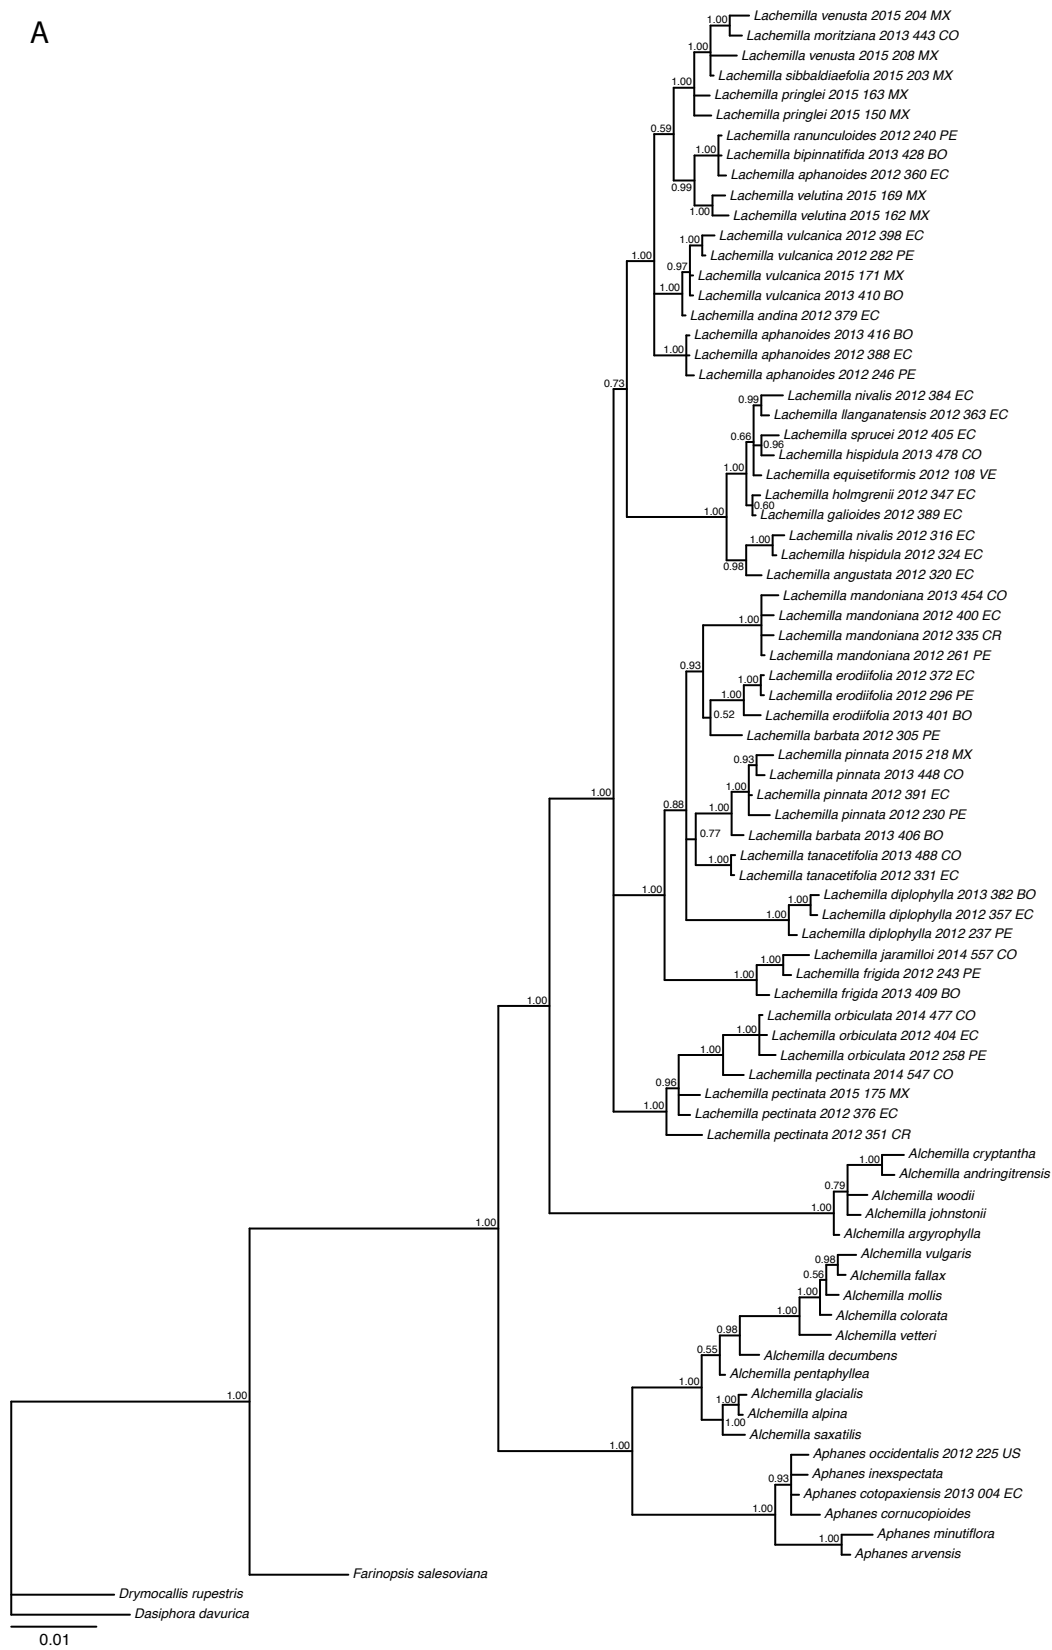 A
1.00
Lachemilla venusta 2015 204 MX
Lachemilla moritziana 2013 443 CO
1.00
Lachemilla venusta 2015 208 MX
Lachemilla sibbaldiaefolia 2015 203 MX
1.00
Lachemilla pringlei 2015 163 MX
Lachemilla pringlei 2015 150 MX
0.59
Lachemilla ranunculoides 2012 240 PE
1.00
Lachemilla bipinnatifida 2013 428 BO
Lachemilla aphanoides 2012 360 EC
0.99
Lachemilla velutina 2015 169 MX
1.00
Lachemilla velutina 2015 162 MX
Lachemilla vulcanica 2012 398 EC
1.00
Lachemilla vulcanica 2012 282 PE
1.00
0.97
Lachemilla vulcanica 2015 171 MX
1.00
Lachemilla vulcanica 2013 410 BO
Lachemilla andina 2012 379 EC
Lachemilla aphanoides 2013 416 BO
1.00
Lachemilla aphanoides 2012 388 EC
Lachemilla aphanoides 2012 246 PE
0.73
Lachemilla nivalis 2012 384 EC
0.99
Lachemilla llanganatensis 2012 363 EC
Lachemilla sprucei 2012 405 EC
0.66
0.96
Lachemilla hispidula 2013 478 CO
1.00
Lachemilla equisetiformis 2012 108 VE
Lachemilla holmgrenii 2012 347 EC
0.60
1.00
Lachemilla galioides 2012 389 EC
Lachemilla nivalis 2012 316 EC
1.00
Lachemilla hispidula 2012 324 EC
0.98
Lachemilla angustata 2012 320 EC
Lachemilla mandoniana 2013 454 CO
1.00
Lachemilla mandoniana 2012 400 EC
Lachemilla mandoniana 2012 335 CR
Lachemilla mandoniana 2012 261 PE
0.93
Lachemilla erodiifolia 2012 372 EC
1.00
Lachemilla erodiifolia 2012 296 PE
1.00
Lachemilla erodiifolia 2013 401 BO
0.52
Lachemilla barbata 2012 305 PE
Lachemilla pinnata 2015 218 MX
0.93
Lachemilla pinnata 2013 448 CO
1.00
Lachemilla pinnata 2012 391 EC
1.00
0.88
1.00
Lachemilla pinnata 2012 230 PE
0.77
Lachemilla barbata 2013 406 BO
Lachemilla tanacetifolia 2013 488 CO
1.00
Lachemilla tanacetifolia 2012 331 EC
1.00
Lachemilla diplophylla 2013 382 BO
1.00
Lachemilla diplophylla 2012 357 EC
1.00
Lachemilla diplophylla 2012 237 PE
Lachemilla jaramilloi 2014 557 CO
1.00
Lachemilla frigida 2012 243 PE
1.00
Lachemilla frigida 2013 409 BO
1.00
Lachemilla orbiculata 2014 477 CO
1.00
Lachemilla orbiculata 2012 404 EC
1.00
Lachemilla orbiculata 2012 258 PE
Lachemilla pectinata 2014 547 CO
0.96
Lachemilla pectinata 2015 175 MX
1.00
Lachemilla pectinata 2012 376 EC
Lachemilla pectinata 2012 351 CR
Alchemilla cryptantha
1.00
Alchemilla andringitrensis
0.79
Alchemilla woodii
1.00
Alchemilla johnstonii
1.00
Alchemilla argyrophylla
Alchemilla vulgaris
0.98
Alchemilla fallax
0.56
Alchemilla mollis
1.00
Alchemilla colorata
1.00
Alchemilla vetteri
0.98
Alchemilla decumbens
0.55
Alchemilla pentaphyllea
1.00
Alchemilla glacialis
1.00
1.00
Alchemilla alpina
1.00
Alchemilla saxatilis
1.00
Aphanes occidentalis 2012 225 US
0.93
Aphanes inexspectata
Aphanes cotopaxiensis 2013 004 EC
1.00
Aphanes cornucopioides
Aphanes minutiflora
1.00
Aphanes arvensis
Farinopsis salesoviana
Drymocallis rupestris
Dasiphora davurica
0.01